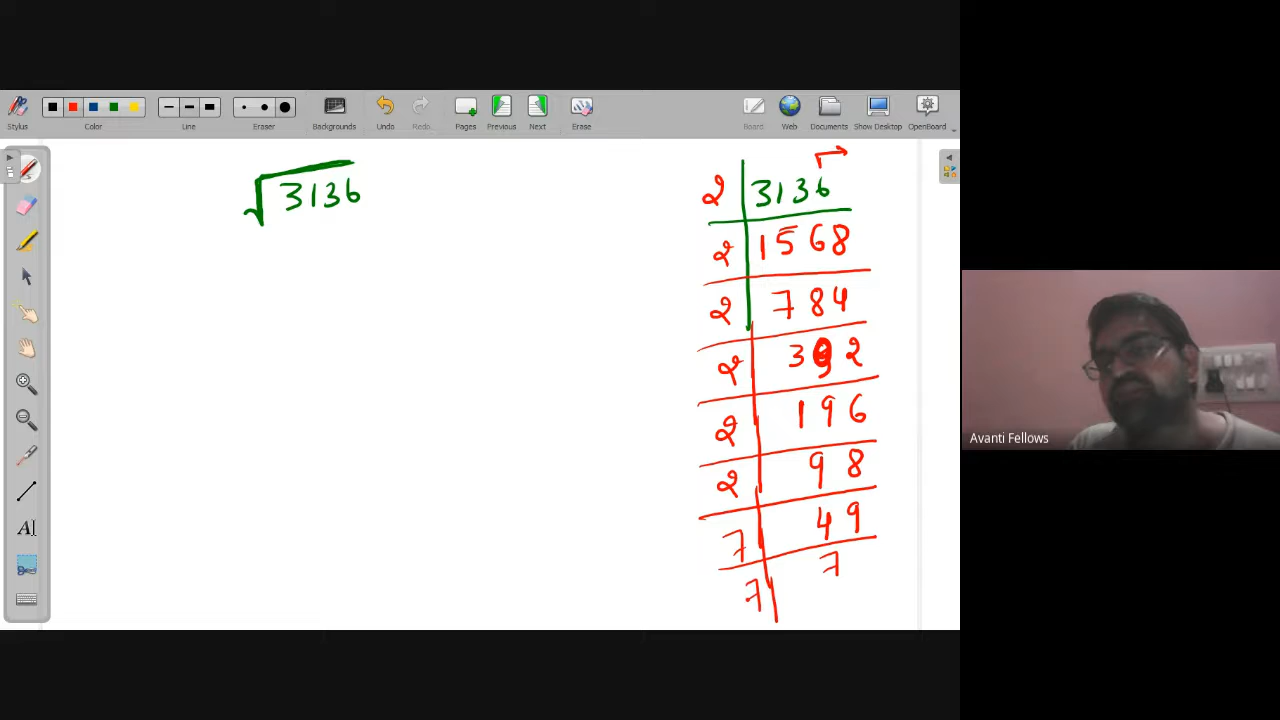 Stylus
Color
Line
Eraser
Backgrounds
Undo
Redo
Pages
Previous
Next
Erase
Board
Web
Documents
Show Desktop
OpenBoard
√3136
2 3136
2 1568
2 784
2 392
2 196
2 98
7 49
7 7
A
Avanti Fellows